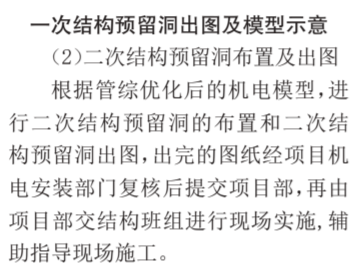 一次结构预留洞出图及模型示意
(2)二次结构预留洞布置及出图
根据管综优化后的机电模型,进
行二次结构预留洞的布置和二次结
构预留洞出图,出完的图纸经项目机
电安装部门复核后提交项目部,再由
项目部交结构班组进行现场实施,辅
助指导现场施工。